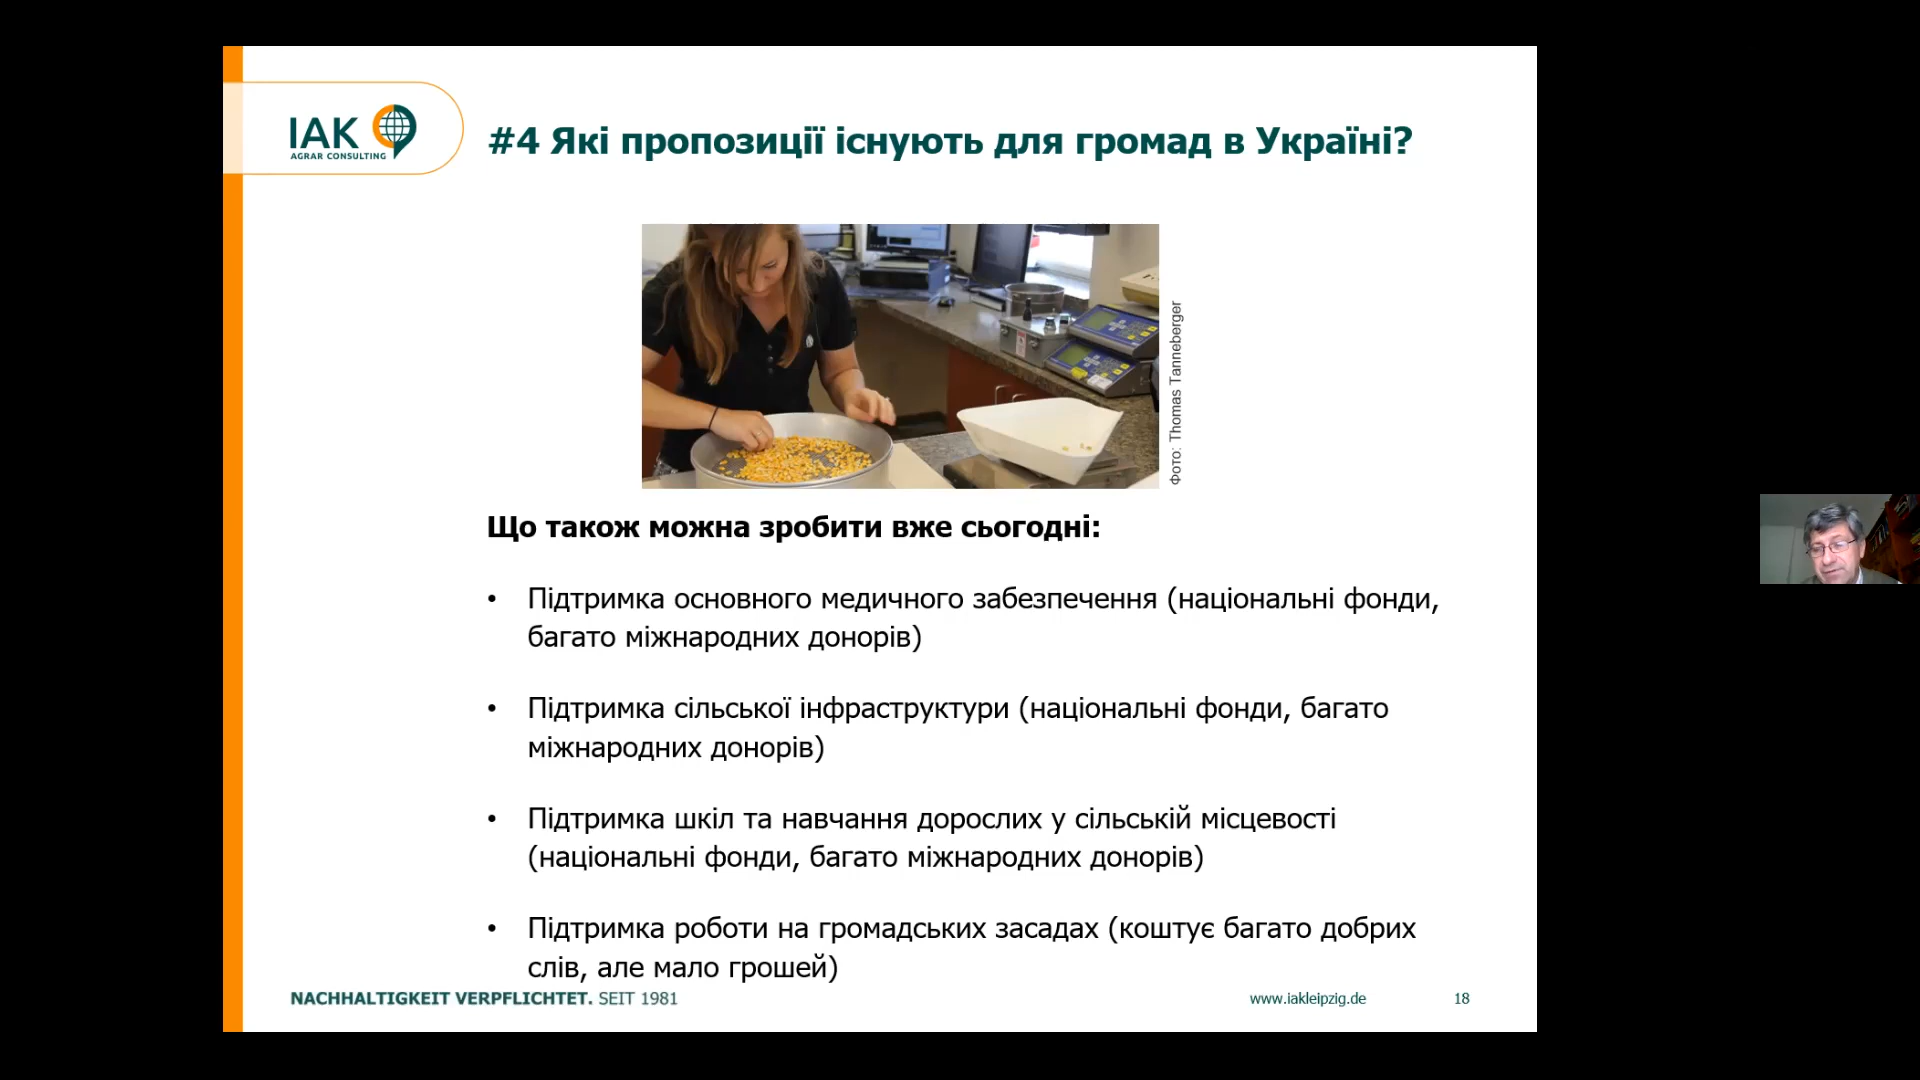 IAK
AGRAR CONSULTING
#4 Які пропозиції існують для громад в Україні?
Фото: Thomas Tanneberger
Що також можна зробити вже сьогодні:
• Підтримка основного медичного забезпечення (національні фонди,
багато міжнародних донорів)
• Підтримка сільської інфраструктури (національні фонди, багато
міжнародних донорів)
• Підтримка шкіл та навчання дорослих у сільській місцевості
(національні фонди, багато міжнародних донорів)
• Підтримка роботи на громадських засадах (коштує багато добрих
слів, але мало грошей)
NACHHALTIGKEIT VERPFLICHTET. SEIT 1981
www.iakleipzig.de
18